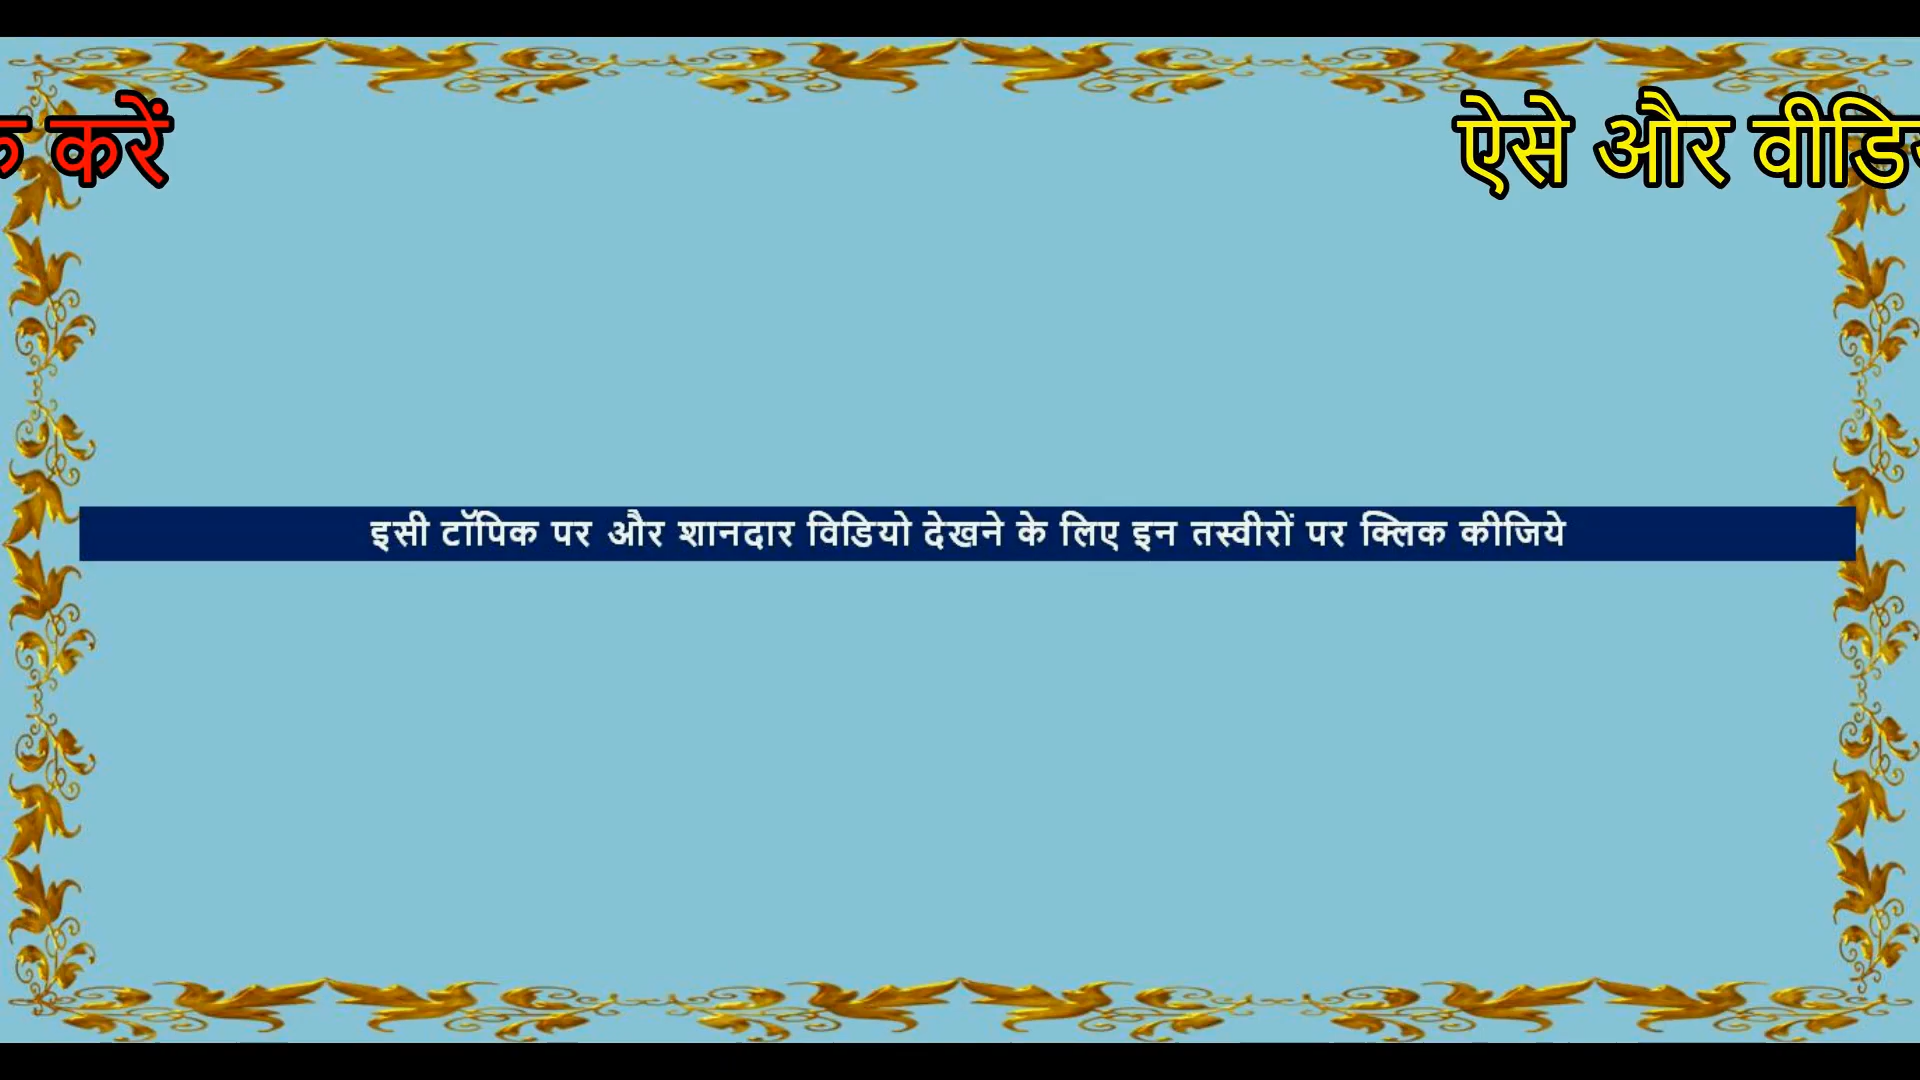 करें
ऐसे और
इसी टॉपिक पर और शानदार विडियो देखने के लिए इन तस्वीरों पर क्लिक कीजिये